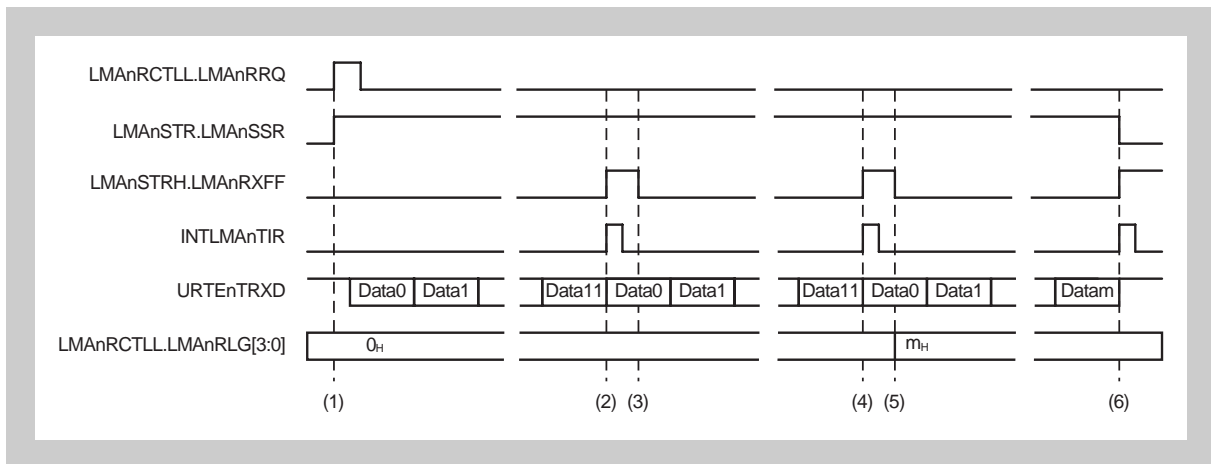 LMAnRCTLL.LMAnRRQ
LMAnSTR.LMAnSSR
LMAnSTRH.LMAnRXFF
INTLMAnTIR
URTEnTRXD Data0 Data1 Data11 Data0 Data1 Data11 Data0 Data1 Datam
LMAnRCTLL.LMAnRLG[3:0] 0H mH
(1) (2) (3) (4) (5) (6)